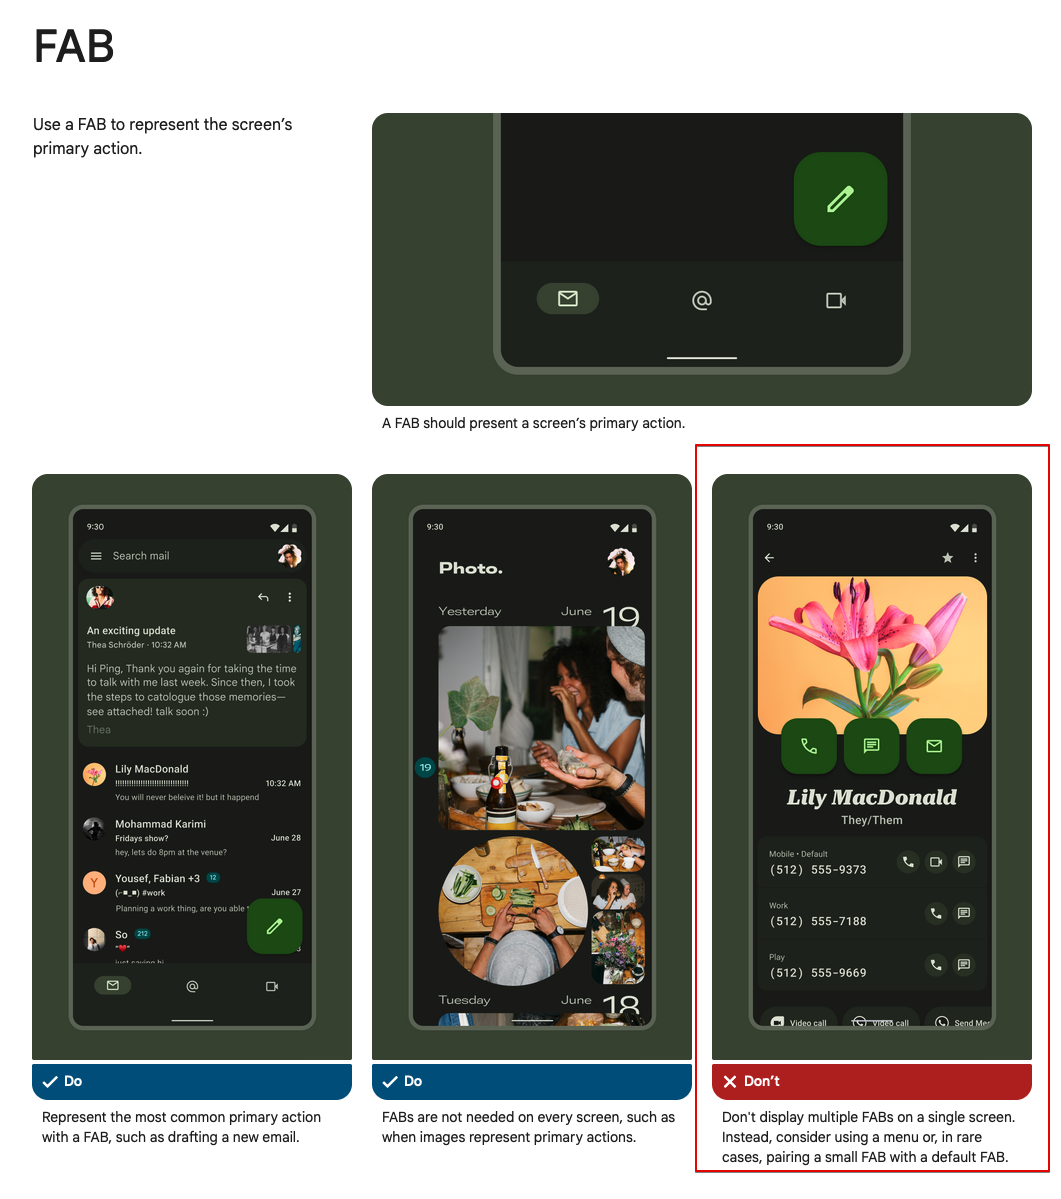 FAB
Use a FAB to represent the screen's
primary action.
A FAB should present a screen's primary action.
9:30
Search mail
An exciting update
Thea Schröder · 10:32 AM
Hi Ping, Thank you again for taking the time
to talk with me last week. Since then, I took
the steps to catologue those memories—
see attached! talk soon :)
Thea
Lily MacDonald
10:32 AM
You will never beleive it! but it happend
Mohammad Karimi
Fridays show?
June 28
hey, lets do 8pm at the venue?
Y
Yousef, Fabian +3 12
(⌐■_■) #work
June 27
Planning a work thing, are you able
So 212
"❤️"
just saying hi
Do
Represent the most common primary action
with a FAB, such as drafting a new email.
9:30
Photo.
Yesterday June 19
19
Tuesday June 18
Do
FABs are not needed on every screen, such as
when images represent primary actions.
9:30
Lily MacDonald
They/Them
Mobile • Default
(512) 555-9373
Work
(512) 555-7188
Play
(512) 555-9669
Video call Video call Send Mes
Don't
Don't display multiple FABs on a single screen.
Instead, consider using a menu or, in rare
cases, pairing a small FAB with a default FAB.